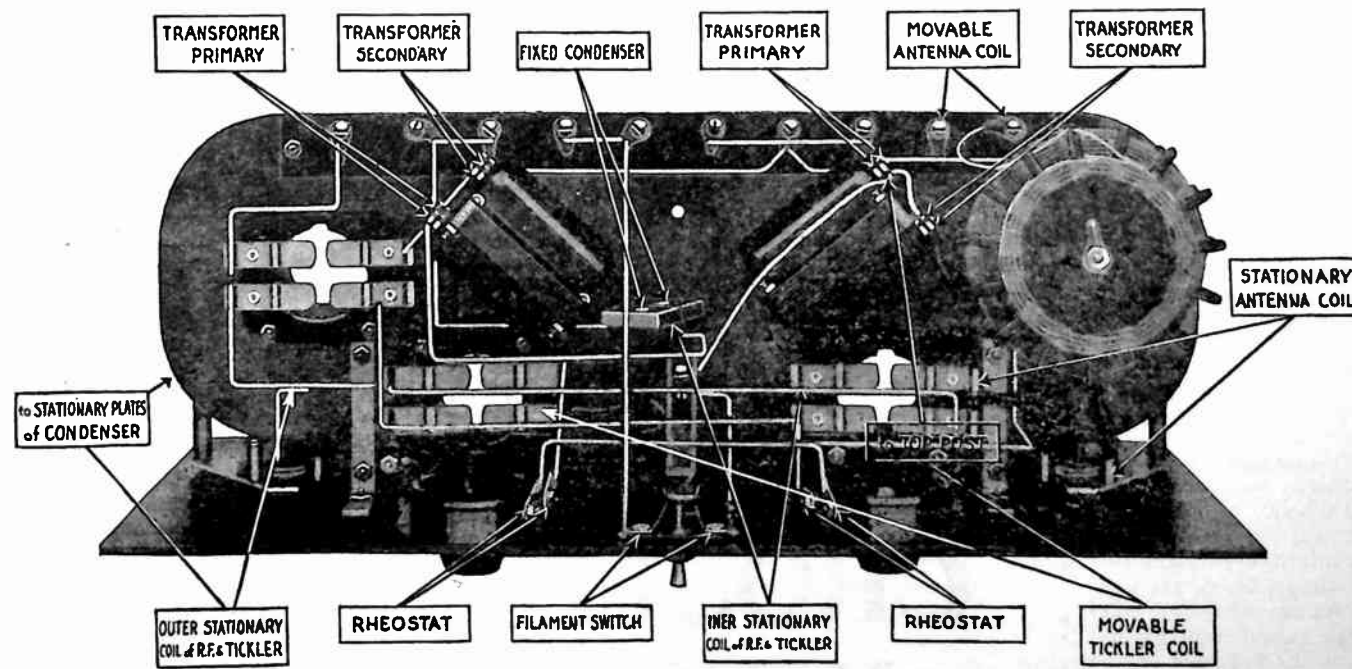 TRANSFORMER
PRIMARY
TRANSFORMER
SECONDARY
FIXED CONDENSER
TRANSFORMER
PRIMARY
MOVABLE
ANTENNA COIL
TRANSFORMER
SECONDARY
STATIONARY
ANTENNA COIL
to STATIONARY PLATES
of CONDENSER
to TOP POST
OUTER STATIONARY
COIL of R.F. & TICKLER
RHEOSTAT
FILAMENT SWITCH
INER STATIONARY
COIL of R.F. & TICKLER
RHEOSTAT
MOVABLE
TICKLER COIL